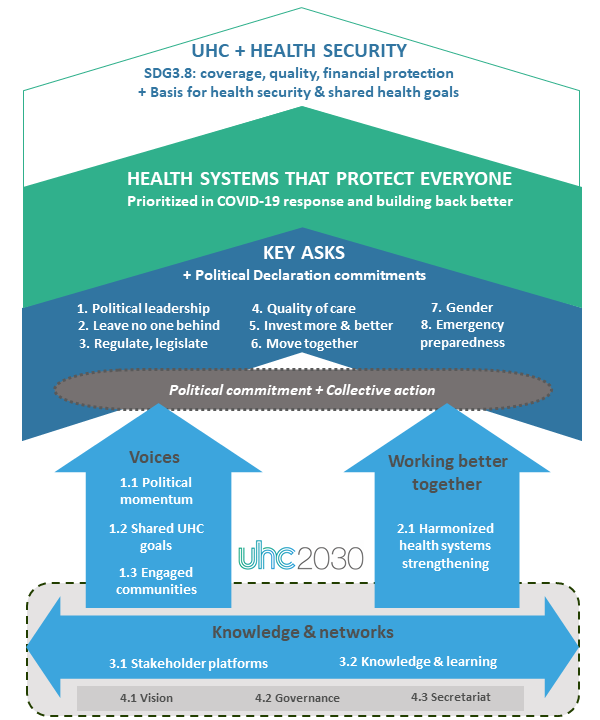 UHC + HEALTH SECURITY
SDG3.8: coverage, quality, financial protection
+ Basis for health security & shared health goals
HEALTH SYSTEMS THAT PROTECT EVERYONE
Prioritized in COVID-19 response and building back better
KEY ASKS
+ Political Declaration commitments
1. Political leadership
2. Leave no one behind
3. Regulate, legislate
4. Quality of care
5. Invest more & better
6. Move together
7. Gender
8. Emergency
preparedness
Political commitment + Collective action
Voices
1.1 Political
momentum
1.2 Shared UHC
goals
1.3 Engaged
communities
Working better
together
2.1 Harmonized
health systems
strengthening
uhc2030
Knowledge & networks
3.1 Stakeholder platforms
3.2 Knowledge & learning
4.1 Vision
4.2 Governance
4.3 Secretariat